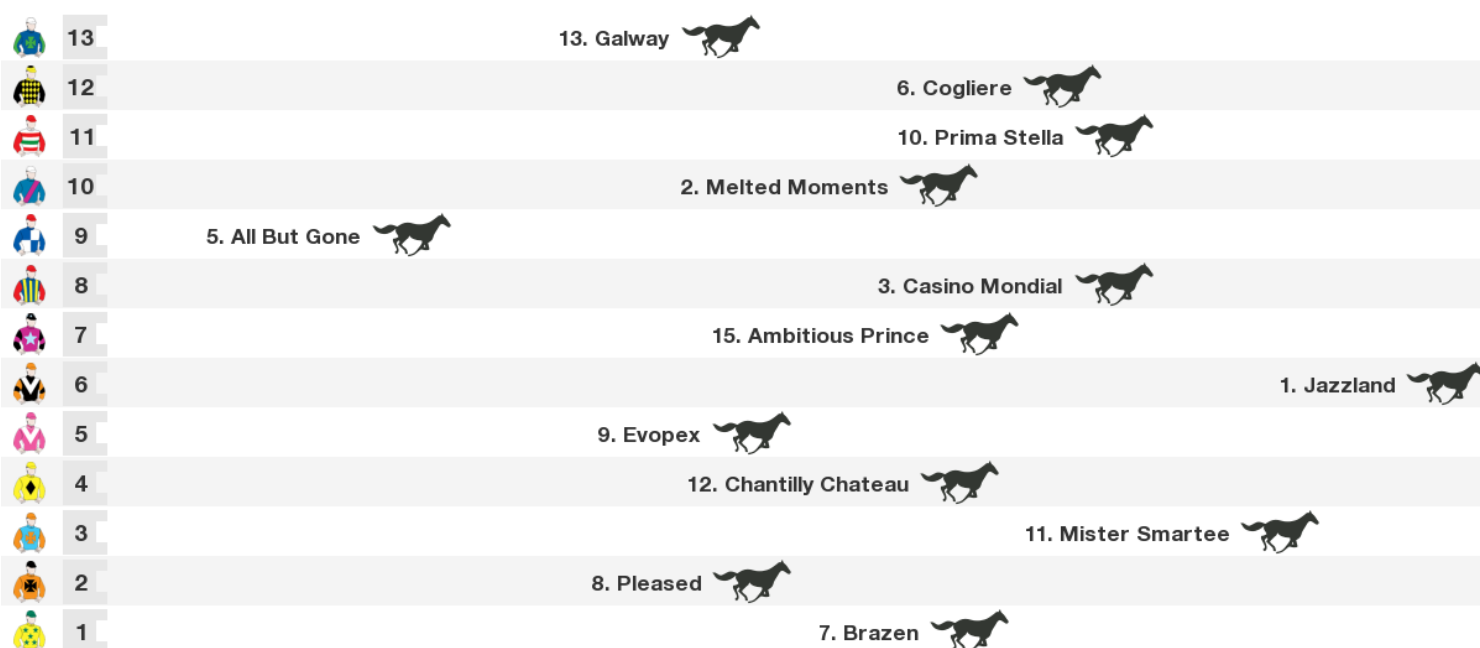 13 13. Galway
12 6. Cogliere
11 10. Prima Stella
10 2. Melted Moments
9 5. All But Gone
8 3. Casino Mondial
7 15. Ambitious Prince
6 1. Jazzland
5 9. Evopex
4 12. Chantilly Chateau
3 11. Mister Smartee
2 8. Pleased
1 7. Brazen